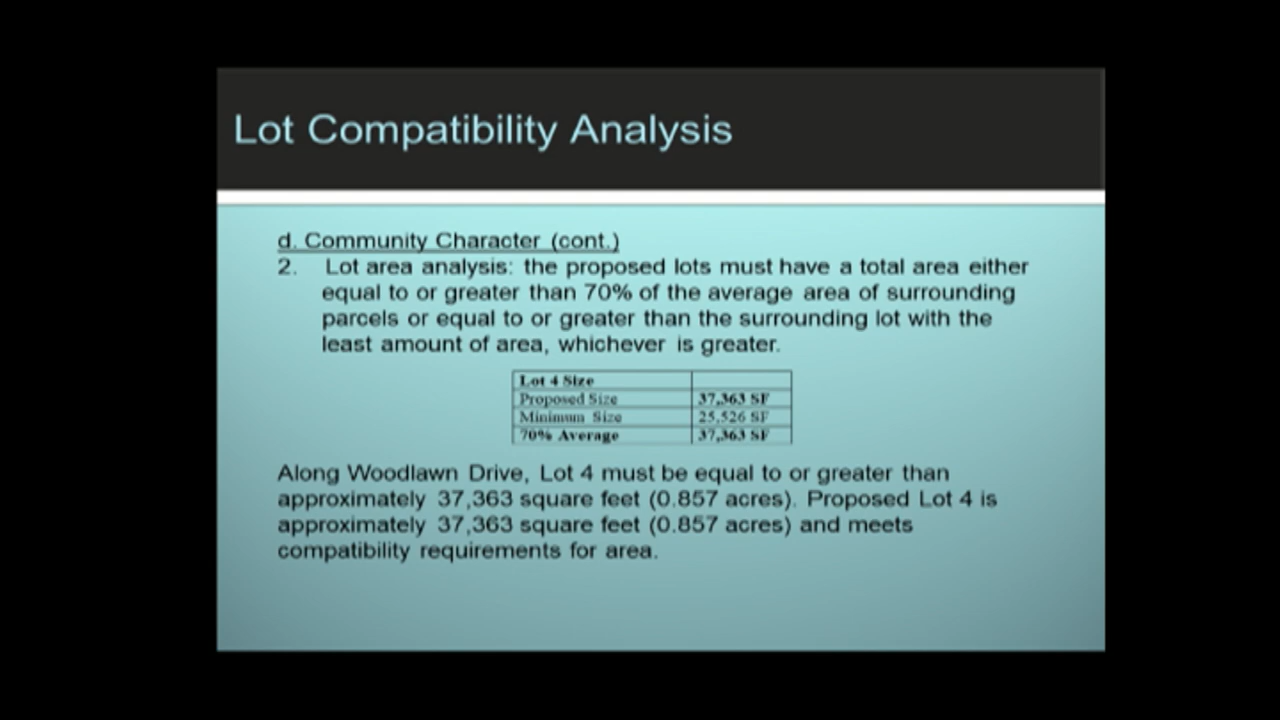 Lot Compatibility Analysis
d. Community Character (cont.)
2. Lot area analysis: the proposed lots must have a total area either
equal to or greater than 70% of the average area of surrounding
parcels or equal to or greater than the surrounding lot with the
least amount of area, whichever is greater.
Lot 4 Size
Proposed Size 37,363 SF
Minimum Size 25,526 SF
70% Average 37,363 SF
Along Woodlawn Drive, Lot 4 must be equal to or greater than
approximately 37,363 square feet (0.857 acres). Proposed Lot 4 is
approximately 37,363 square feet (0.857 acres) and meets
compatibility requirements for area.